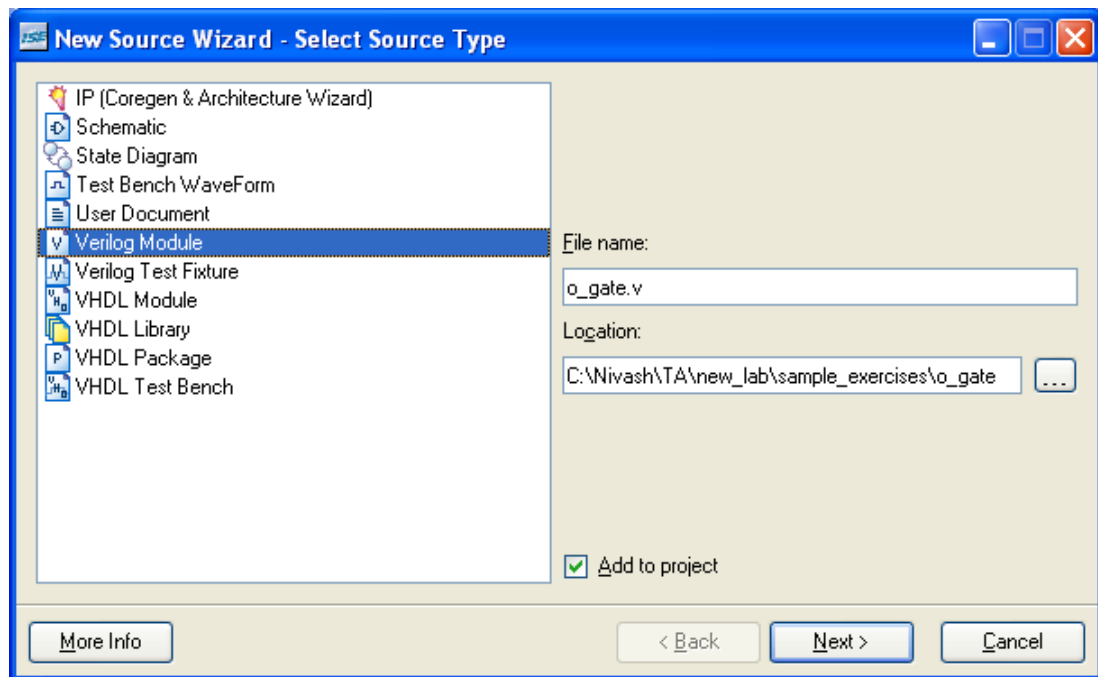 ISE New Source Wizard - Select Source Type
IP (Coregen & Architecture Wizard)
Schematic
State Diagram
Test Bench WaveForm
User Document
Verilog Module
Verilog Test Fixture
VHDL Module
VHDL Library
VHDL Package
VHDL Test Bench
File name:
o_gate.v
Location:
C:\Nivash\TA\new_lab\sample_exercises\o_gate
...
Add to project
More Info
< Back
Next >
Cancel